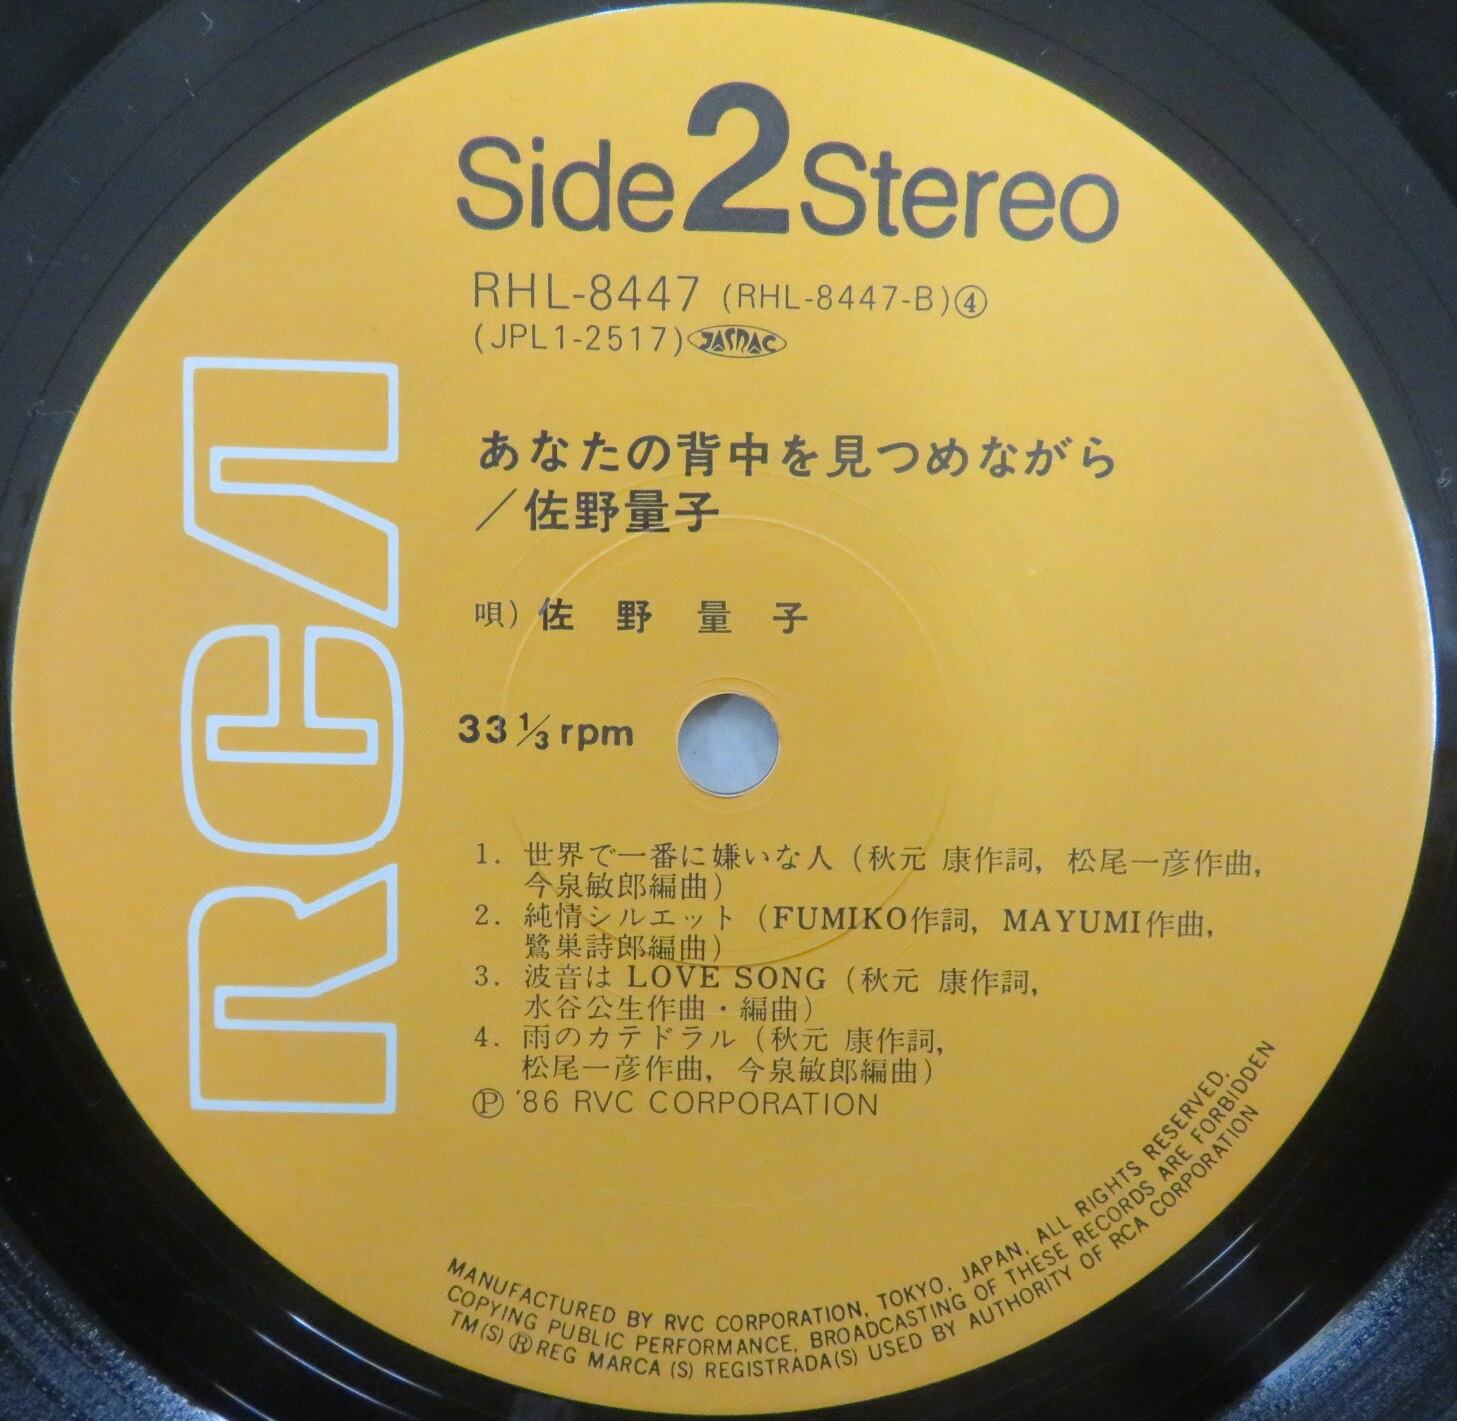 Side 2 Stereo
RHL-8447 (RHL-8447-B)④
(JPL1-2517) JASRAC
あなたの背中を見つめながら
／佐野量子
唄) 佐野量子
33 1/3 rpm
1. 世界で一番に嫌いな人 (秋元 康作詞, 松尾一彦作曲,
今泉敏郎編曲)
2. 純情シルエット (FUMIKO作詞, MAYUMI作曲,
鷺巣詩郎編曲)
3. 波音は LOVE SONG (秋元 康作詞,
水谷公生作曲・編曲)
4. 雨のカテドラル (秋元 康作詞,
松尾一彦作曲, 今泉敏郎編曲)
Ⓟ '86 RVC CORPORATION
RCA
MANUFACTURED BY RVC CORPORATION, TOKYO, JAPAN, ALL RIGHTS RESERVED,
COPYING PUBLIC PERFORMANCE, BROADCASTING OF THESE RECORDS ARE FORBIDDEN
TM(S) Ⓡ REG MARCA (S) REGISTRADA(S) USED BY AUTHORITY OF RCA CORPORATION